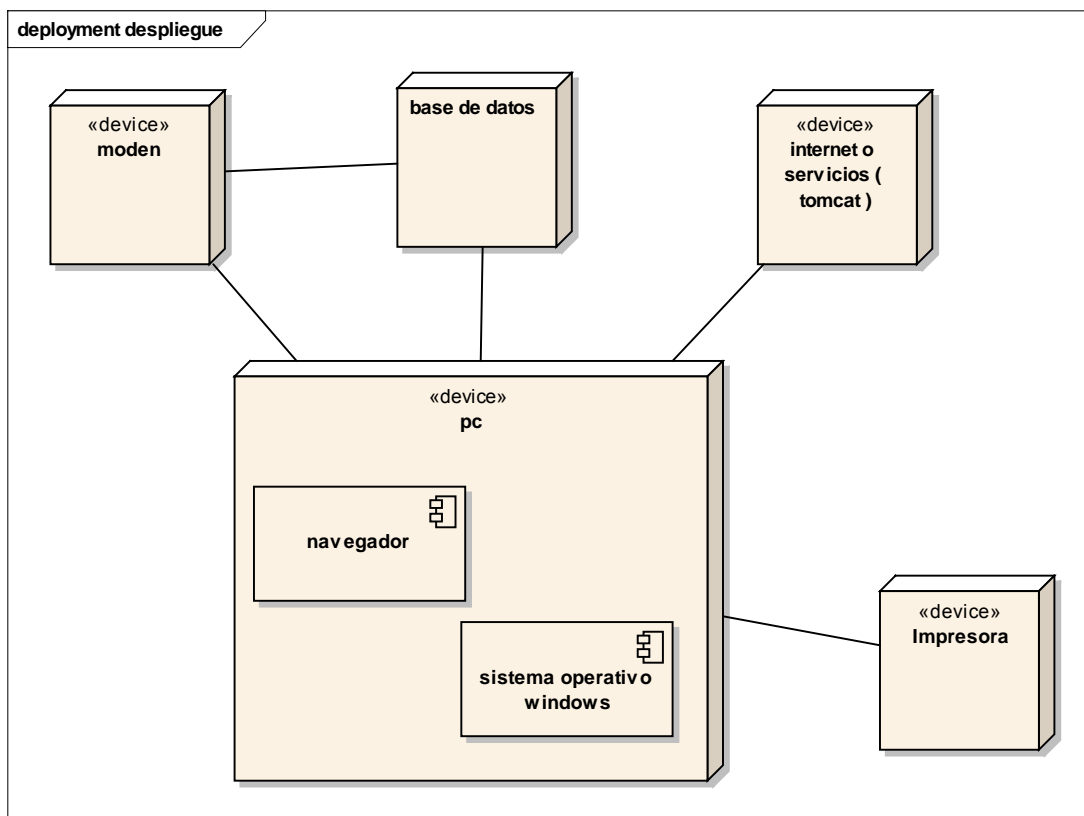 deployment despliegue
«device»
moden
base de datos
«device»
internet o
servicios (
tomcat )
«device»
pc
navegador
sistema operativo
windows
«device»
Impresora